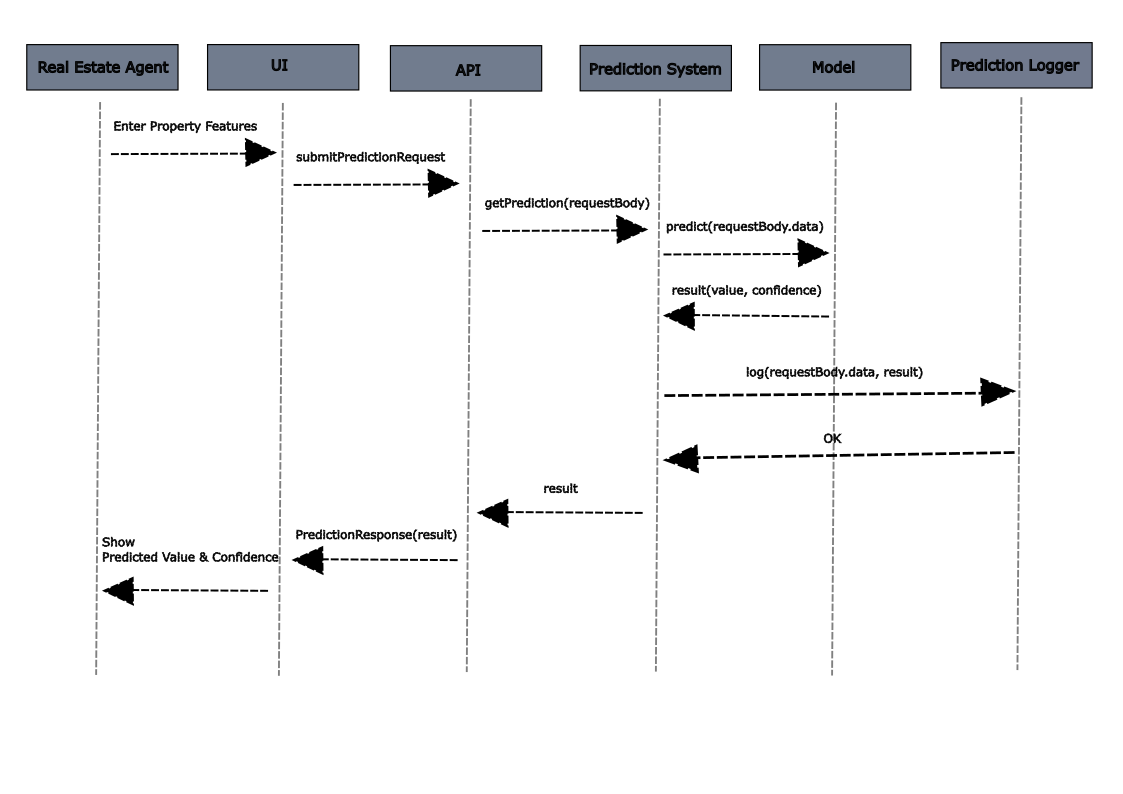 Real Estate Agent
UI
API
Prediction System
Model
Prediction Logger
Enter Property Features
submitPredictionRequest
getPrediction(requestBody)
predict(requestBody.data)
result(value, confidence)
log(requestBody.data, result)
OK
result
PredictionResponse(result)
Show
Predicted Value & Confidence